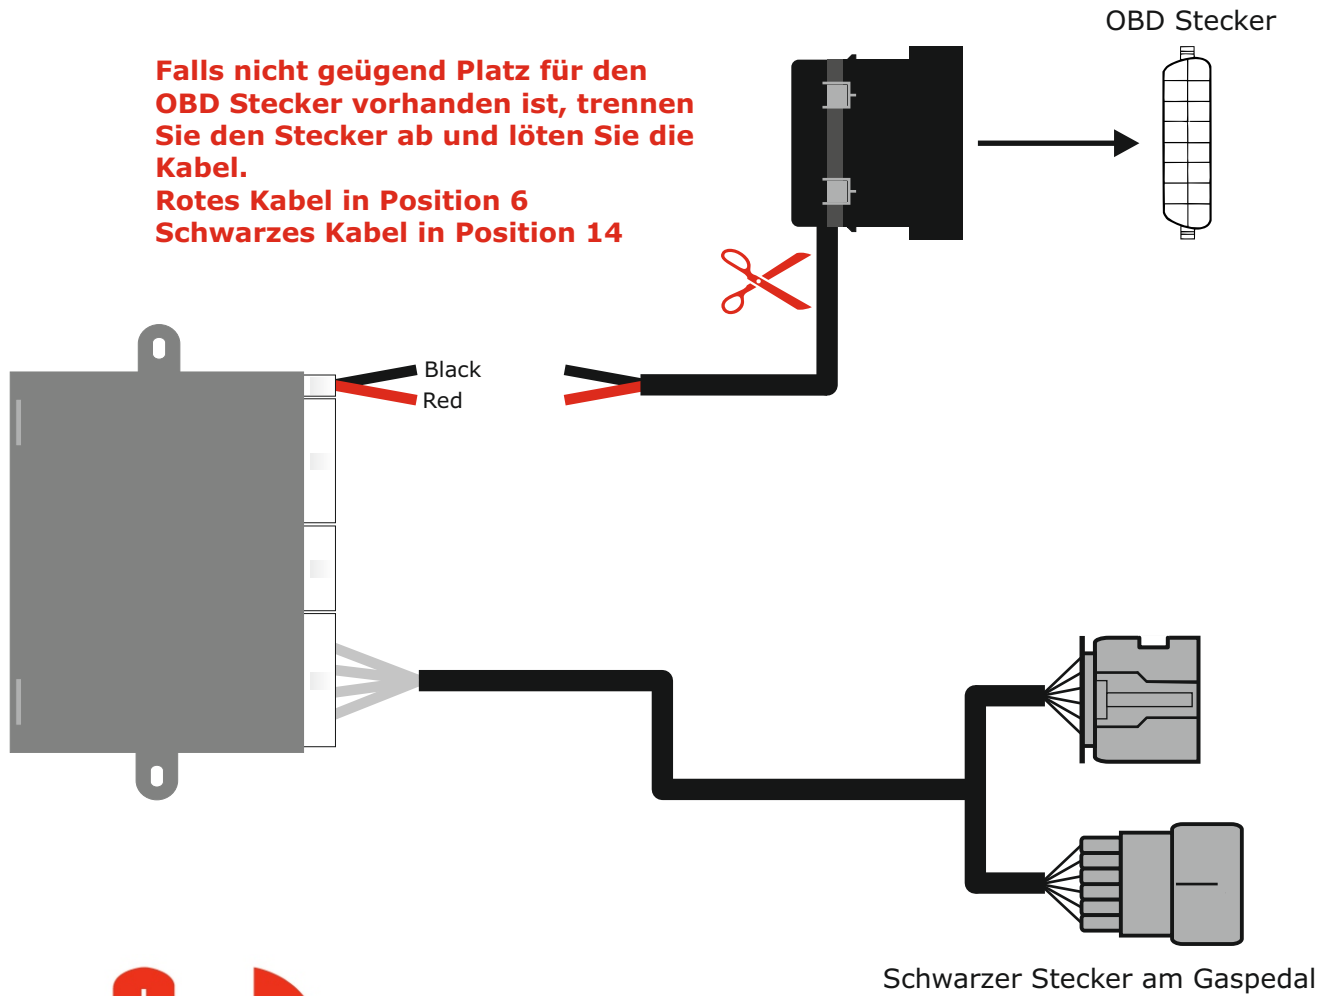 OBD Stecker
Falls nicht geügend Platz für den
OBD Stecker vorhanden ist, trennen
Sie den Stecker ab und löten Sie die
Kabel.
Rotes Kabel in Position 6
Schwarzes Kabel in Position 14
Black
Red
Schwarzer Stecker am Gaspedal